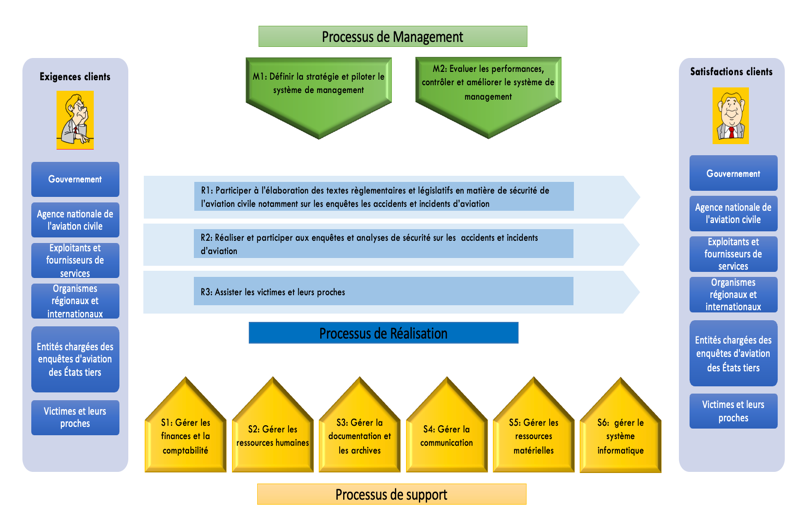 Processus de Management
Exigences clients
M1: Définir la stratégie et piloter le
système de management
M2: Evaluer les performances,
contrôler et améliorer le système de
management
Satisfactions clients
Gouvernement
Agence nationale de
l'aviation civile
Exploitants et
fournisseurs de
services
Organismes
régionaux et
internationaux
Entités chargées des
enquêtes d'aviation
des États tiers
Victimes et leurs
proches
R1: Participer à l'élaboration des textes règlementaires et législatifs en matière de sécurité de
l'aviation civile notamment sur les enquêtes les accidents et incidents d'aviation
R2: Réaliser et participer aux enquêtes et analyses de sécurité sur les accidents et incidents
d'aviation
R3: Assister les victimes et leurs proches
Processus de Réalisation
Gouvernement
Agence nationale de
l'aviation civile
Exploitants et
fournisseurs de
services
Organismes
régionaux et
internationaux
Entités chargées des
enquêtes d'aviation
des États tiers
Victimes et leurs
proches
S1: Gérer les
finances et la
comptabilité
S2: Gérer les
ressources humaines
S3: Gérer la
documentation et
les archives
S4: Gérer la
communication
S5: Gérer les
ressources
matérielles
S6: gérer le
système
informatique
Processus de support